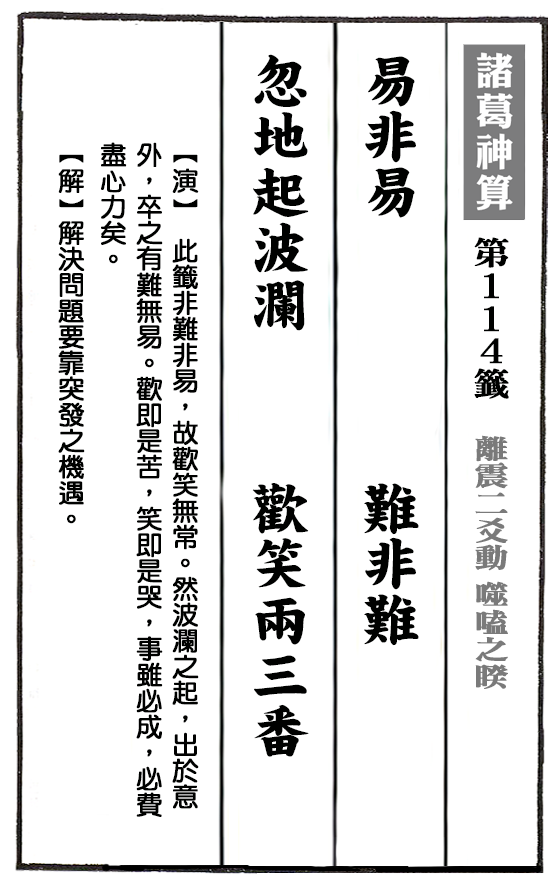 諸葛神算 第114籤 離震二爻動 噬嗑之睽
易非易 難非難
忽地起波瀾 歡笑兩三番
【演】 此籤非難非易，故歡笑無常。然波瀾之起，出於意
外，卒之有難無易。歡即是苦，笑即是哭，事雖必成，必費
盡心力矣。
【解】解決問題要靠突發之機遇。